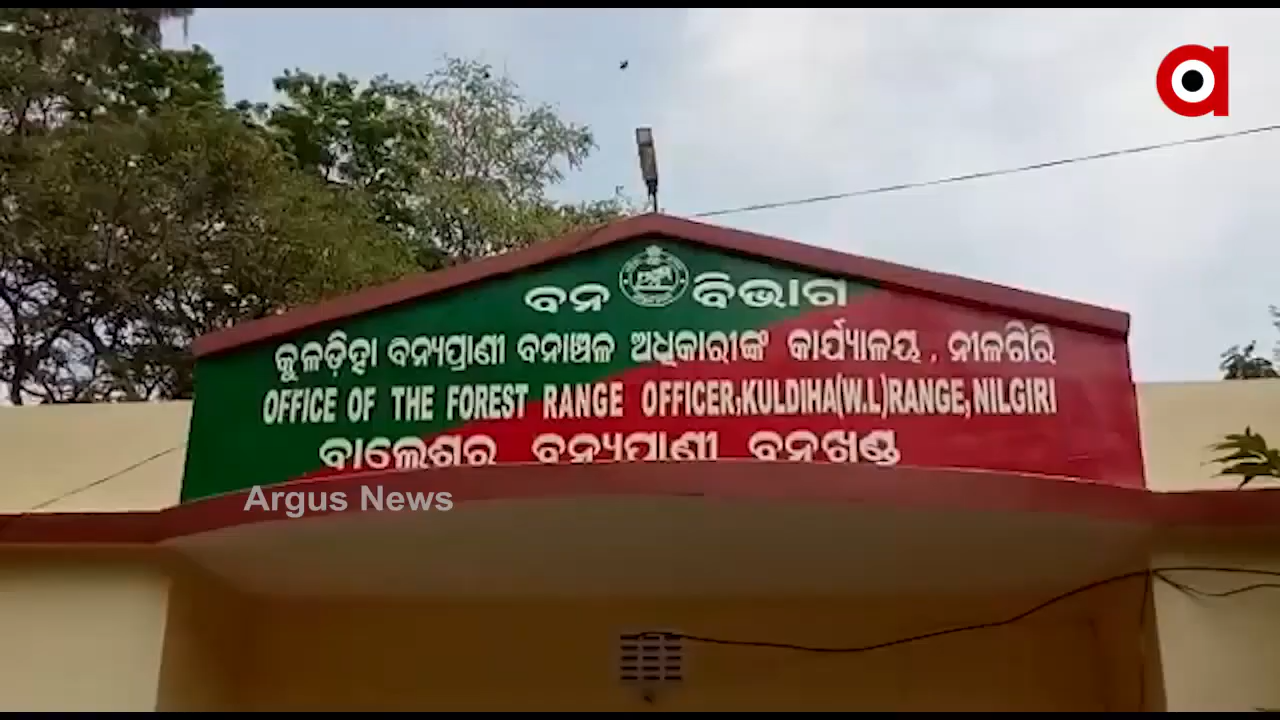 ବନ ବିଭାଗ
କୁଳଡ଼ିହା ବନ୍ୟପ୍ରାଣୀ ବନାଞ୍ଚଳ ଅଧିକାରୀଙ୍କ କାର୍ଯ୍ୟାଳୟ , ନୀଳଗିରି
OFFICE OF THE FOREST RANGE OFFICER,KULDIHA(W.L)RANGE,NILGIRI
ବାଲେଶ୍ଵର ବନ୍ୟପ୍ରାଣୀ ବନଖଣ୍ଡ
Argus News